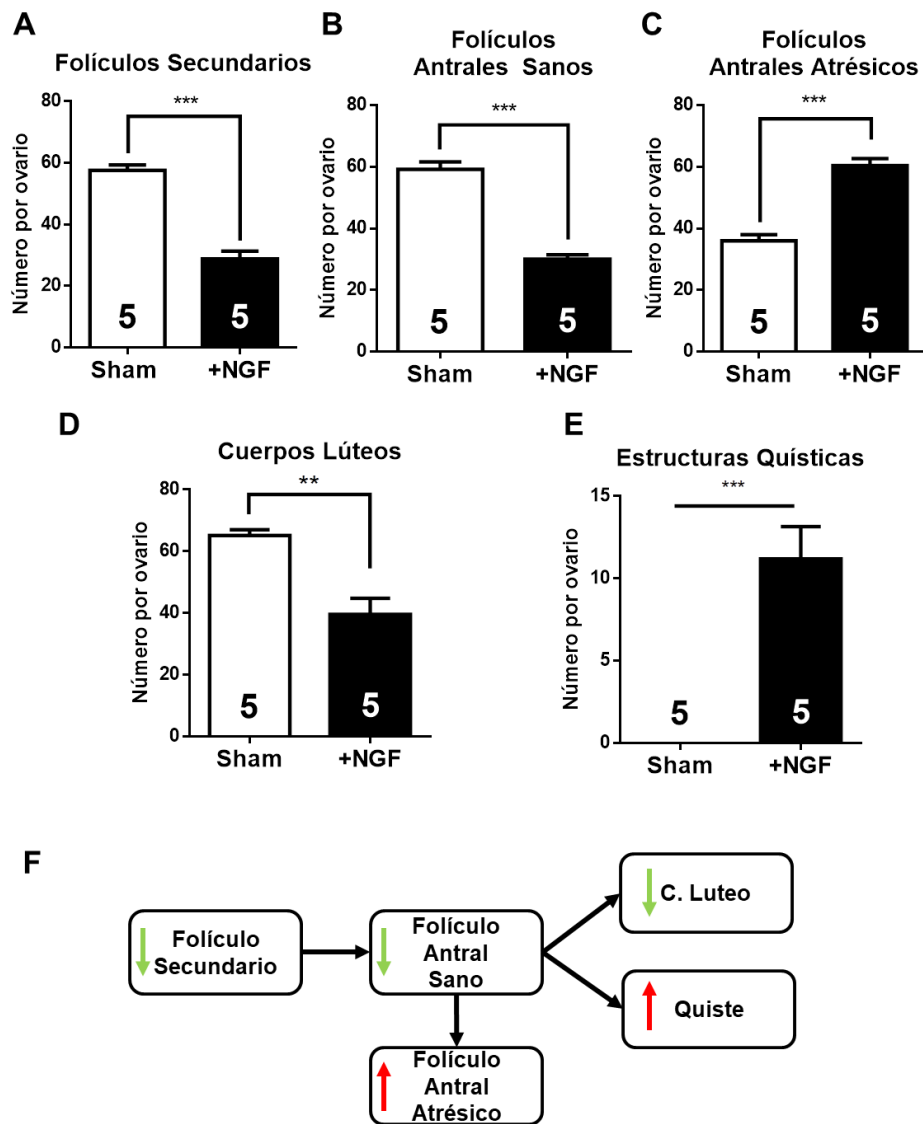 A
Folículos Secundarios
Número por ovario
80
60
40
20
0
***
5
5
Sham
+NGF
B
Folículos
Antrales Sanos
Número por ovario
80
60
40
20
0
***
5
5
Sham
+NGF
C
Folículos
Antrales Atrésicos
Número por ovario
80
60
40
20
0
***
5
5
Sham
+NGF
D
Cuerpos Lúteos
Número por ovario
80
60
40
20
0
**
5
5
Sham
+NGF
E
Estructuras Quísticas
Número por ovario
15
10
5
0
***
5
5
Sham
+NGF
F
Folículo
Secundario
Folículo
Antral
Sano
C. Luteo
Quiste
Folículo
Antral
Atrésico